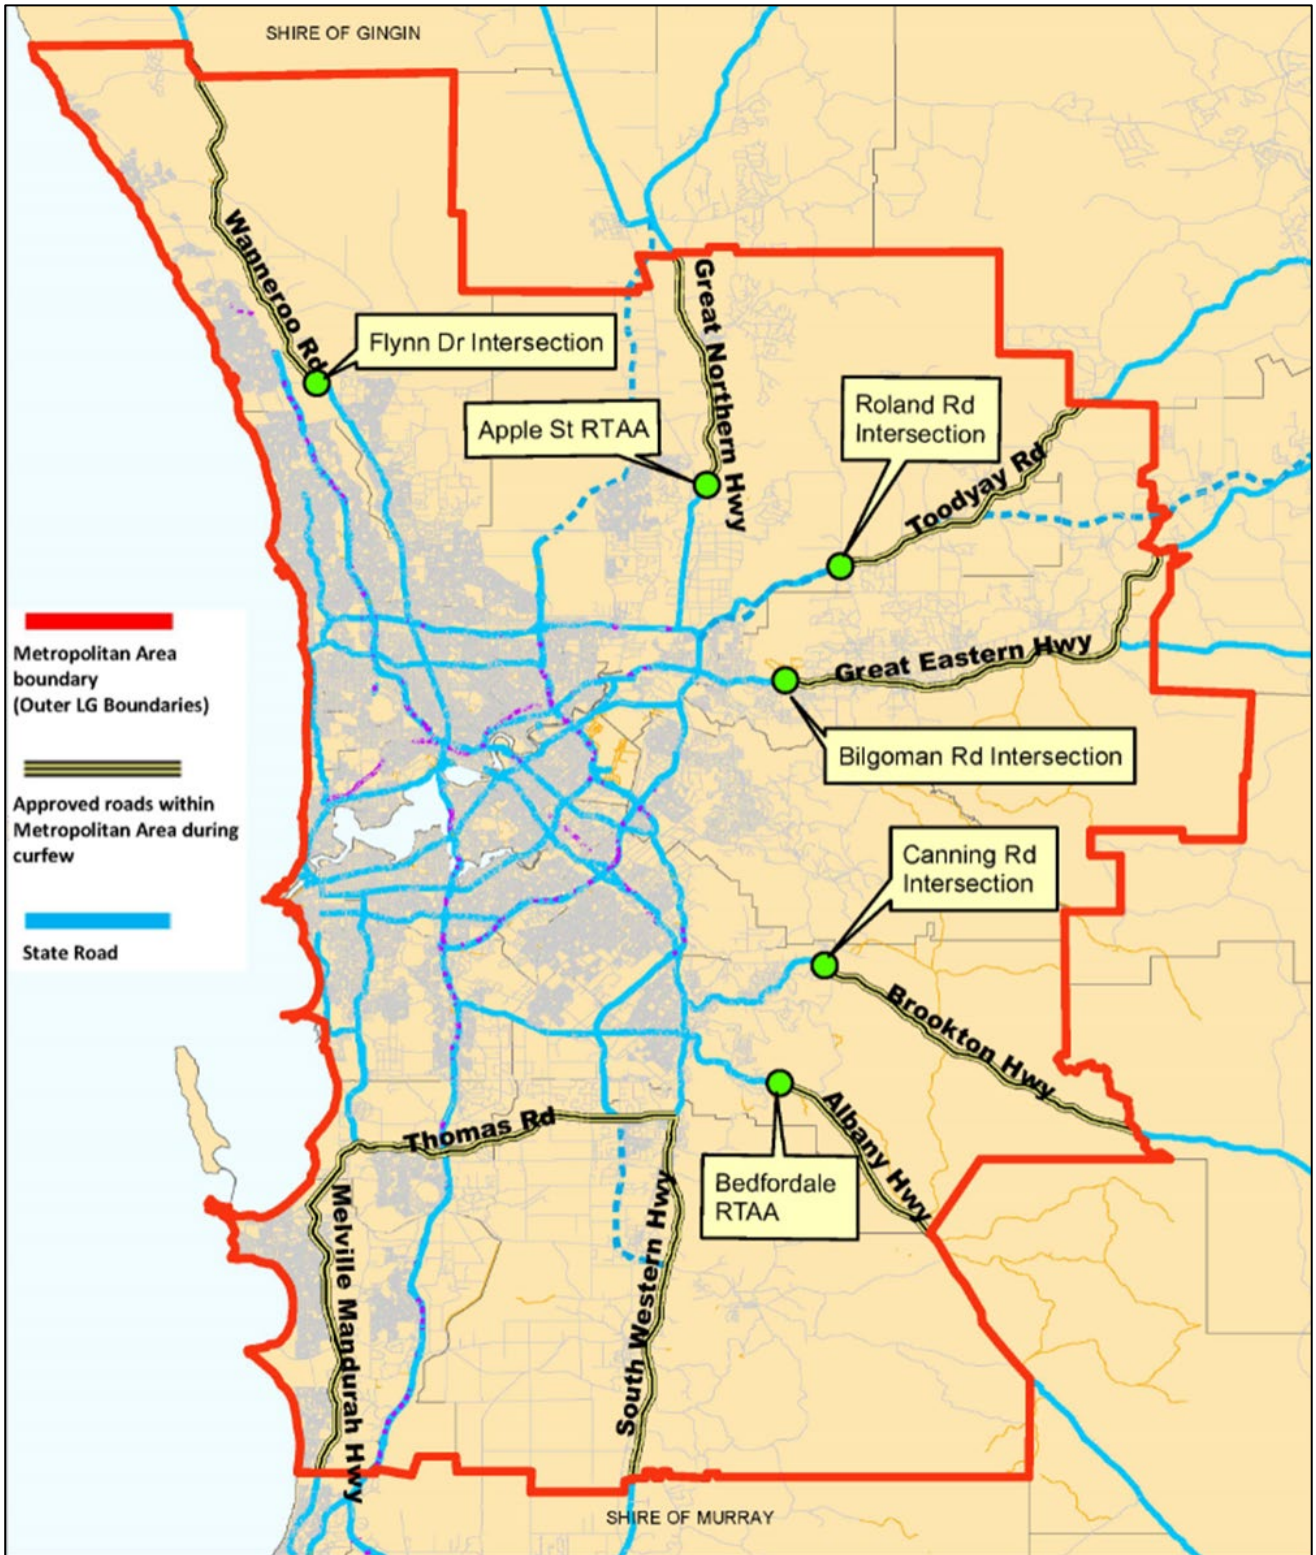 SHIRE OF GINGIN
Wanneroo Rd
Great Northern Hwy
Flynn Dr Intersection
Apple St RTAA
Roland Rd
Intersection
Toodyay Rd
Great Eastern Hwy
Bilgoman Rd Intersection
Metropolitan Area
boundary
(Outer LG Boundaries)
Approved roads within
Metropolitan Area during
curfew
State Road
Canning Rd
Intersection
Brookton Hwy
Albany Hwy
Bedfordale
RTAA
Thomas Rd
Melville Mandurah Hwy
South Western Hwy
SHIRE OF MURRAY